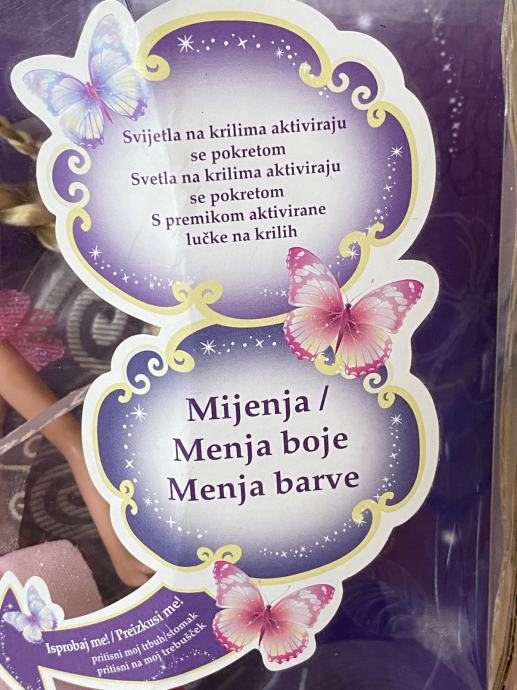 Svijetla na krilima aktiviraju
se pokretom
Svetla na krilima aktiviraju
se pokretom
S premikom aktivirane
lučke na krilih
Mijenja /
Menja boje
Menja barve
Isprobaj me! / Preizkusi me!
pritisni moj trbuh/slomak
pritisni na moj trebušček